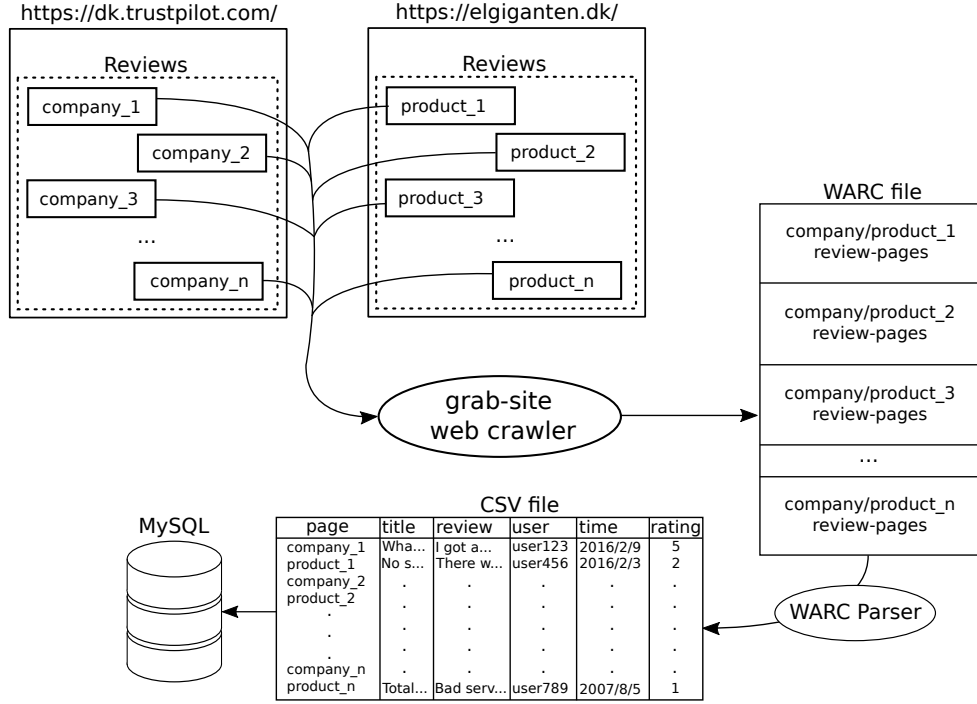 https://dk.trustpilot.com/
https://elgiganten.dk/
Reviews
company_1
company_2
company_3
...
company_n
Reviews
product_1
product_2
product_3
...
product_n
grab-site
web crawler
WARC file
company/product_1
review-pages
company/product_2
review-pages
company/product_3
review-pages
...
company/product_n
review-pages
WARC Parser
CSV file
page title review user time rating
company_1 Wha... I got a... user123 2016/2/9 5
product_1 No s... There w... user456 2016/2/3 2
company_2 . . . . .
product_2 . . . . .
. . . . . .
. . . . . .
. . . . . .
company_n . . . . .
product_n Total... Bad serv... user789 2007/8/5 1
MySQL